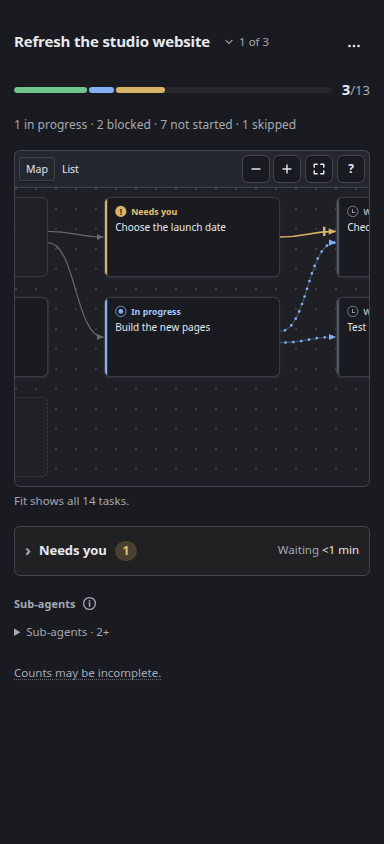 Refresh the studio website
1 of 3
...
3/13
1 in progress · 2 blocked · 7 not started · 1 skipped
Map
List
?
Needs you
Choose the launch date
In progress
Build the new pages
Test
Fit shows all 14 tasks.
Needs you 1
Waiting <1 min
Sub-agents
Sub-agents · 2+
Counts may be incomplete.